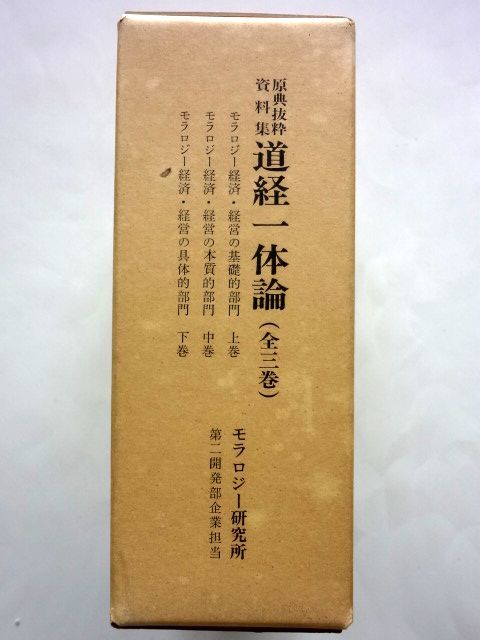 原典抜粋
資料集
道経一体論(全三巻)
モラロジー経済・経営の基礎的部門 上巻
モラロジー経済・経営の本質的部門 中巻
モラロジー経済・経営の具体的部門 下巻
モラロジー研究所
第二開発部企業担当